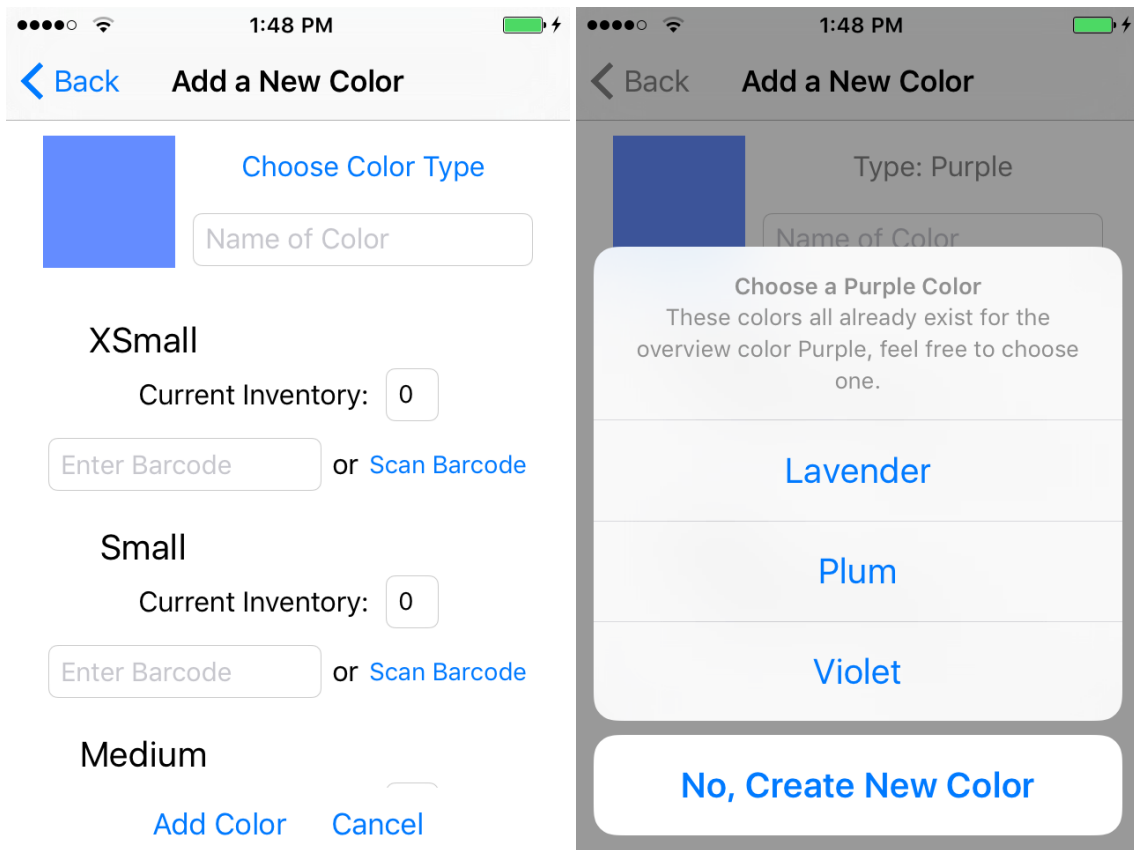 1:48 PM
Back
Add a New Color
Choose Color Type
Name of Color
XSmall
Current Inventory: 0
Enter Barcode or Scan Barcode
Small
Current Inventory: 0
Enter Barcode or Scan Barcode
Medium
Add Color
Cancel
1:48 PM
Back
Add a New Color
Type: Purple
Name of Color
Choose a Purple Color
These colors all already exist for the
overview color Purple, feel free to choose
one.
Lavender
Plum
Violet
No, Create New Color